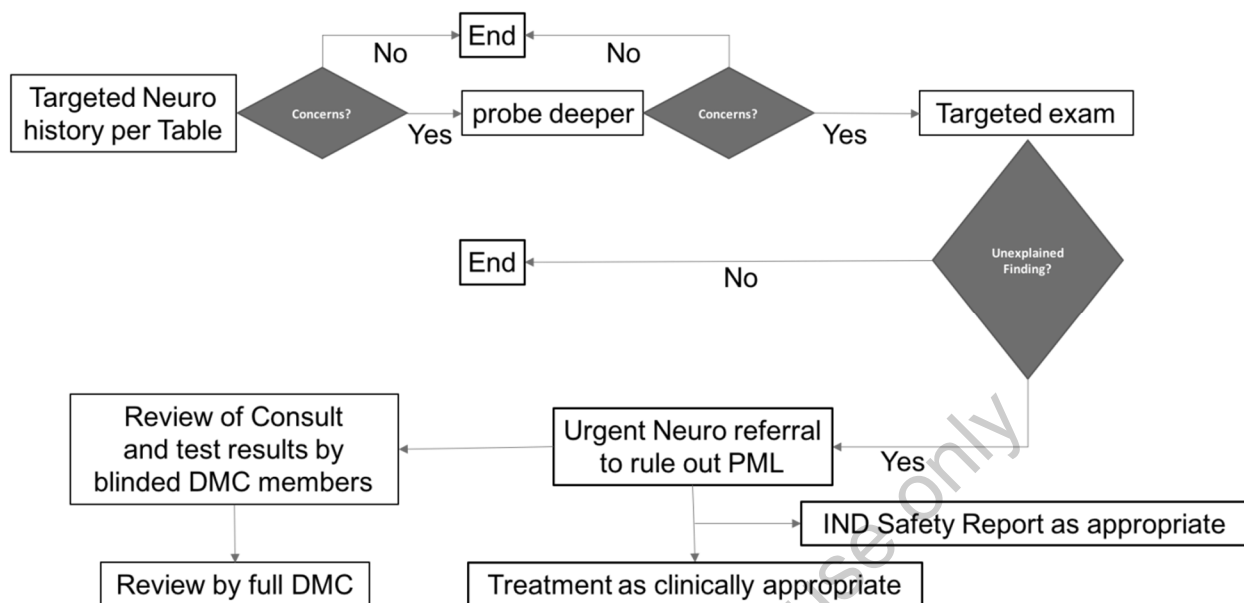 End
No
No
Targeted Neuro
history per Table
Concerns?
Yes
probe deeper
Concerns?
Yes
Targeted exam
Unexplained
Finding?
End
No
Yes
Urgent Neuro referral
to rule out PML
Review of Consult
and test results by
blinded DMC members
IND Safety Report as appropriate
Review by full DMC
Treatment as clinically appropriate
use only